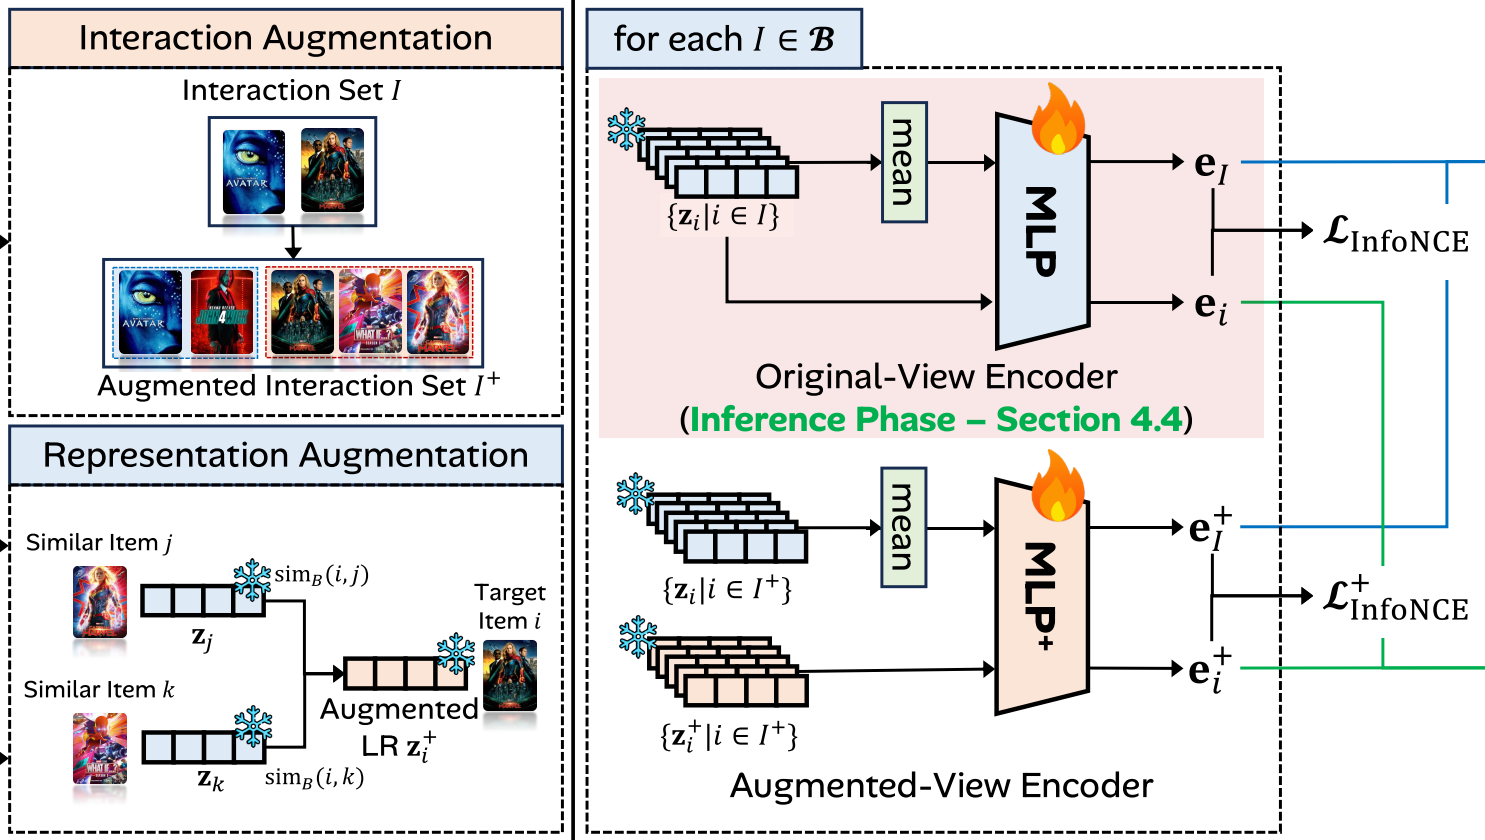 Interaction Augmentation
Interaction Set I
AVATAR
Augmented Interaction Set I⁺
Representation Augmentation
Similar Item j
sim_B(i, j)
z_j
Target
Item i
Similar Item k
Augmented
LR z_i^+
z_k
sim_B(i, k)
for each I ∈ 𝓑
mean
{z_i|i ∈ I}
MLP
e_I
𝓛_InfoNCE
e_i
Original-View Encoder
(Inference Phase – Section 4.4)
mean
{z_i|i ∈ I⁺}
MLP⁺
e_I^+
𝓛_InfoNCE^+
e_i^+
{z_i^+|i ∈ I⁺}
Augmented-View Encoder